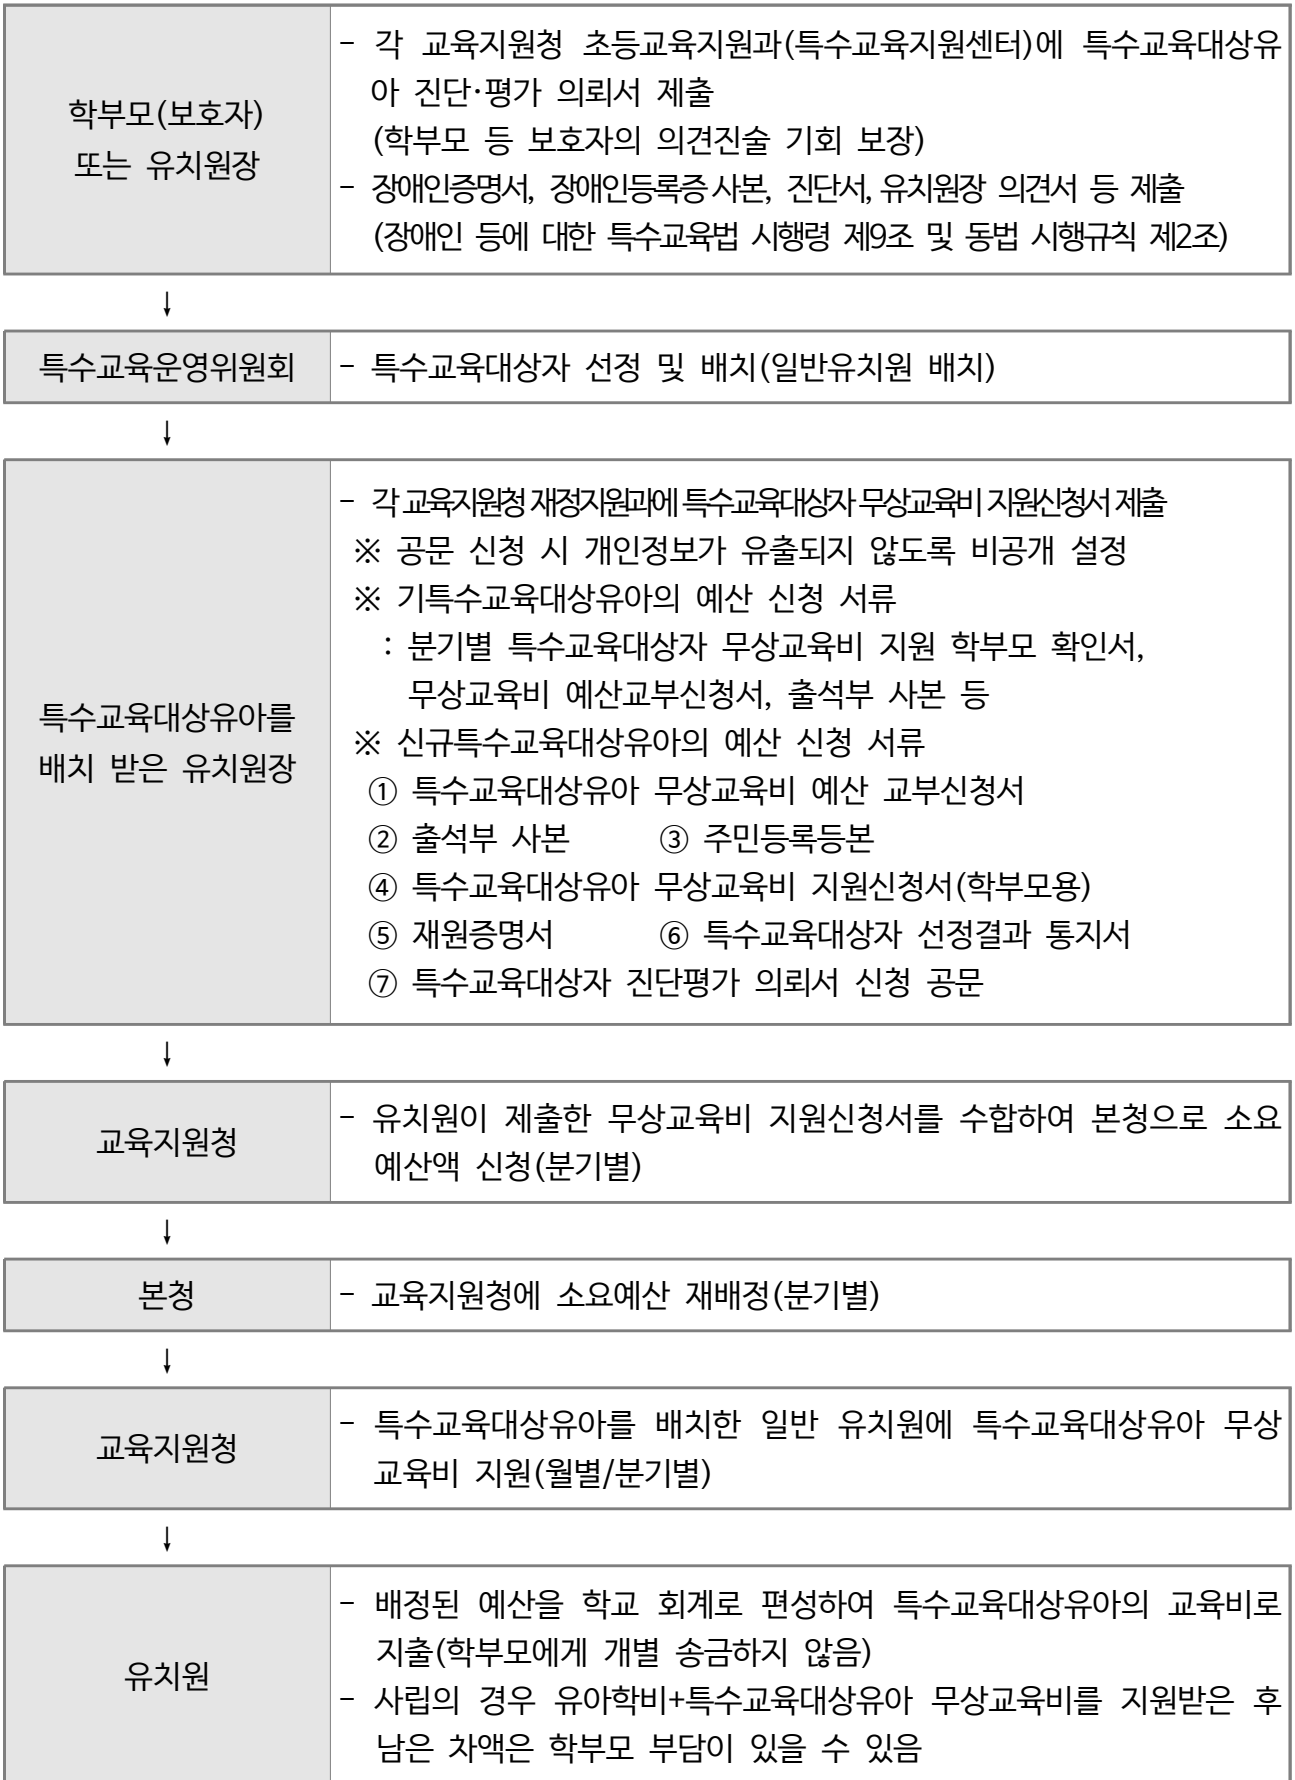 학부모(보호자)
또는 유치원장
- 각 교육지원청 초등교육지원과(특수교육지원센터)에 특수교육대상유
아 진단·평가 의뢰서 제출
(학부모 등 보호자의 의견진술 기회 보장)
- 장애인증명서, 장애인등록증 사본, 진단서, 유치원장 의견서 등 제출
(장애인 등에 대한 특수교육법 시행령 제9조 및 동법 시행규칙 제2조)
↓
특수교육운영위원회
- 특수교육대상자 선정 및 배치(일반유치원 배치)
↓
특수교육대상유아를
배치 받은 유치원장
- 각 교육지원청 재정지원과에 특수교육대상자 무상교육비 지원신청서 제출
※ 공문 신청 시 개인정보가 유출되지 않도록 비공개 설정
※ 기특수교육대상유아의 예산 신청 서류
: 분기별 특수교육대상자 무상교육비 지원 학부모 확인서,
무상교육비 예산교부신청서, 출석부 사본 등
※ 신규특수교육대상유아의 예산 신청 서류
① 특수교육대상유아 무상교육비 예산 교부신청서
② 출석부 사본 ③ 주민등록등본
④ 특수교육대상유아 무상교육비 지원신청서(학부모용)
⑤ 재원증명서 ⑥ 특수교육대상자 선정결과 통지서
⑦ 특수교육대상자 진단평가 의뢰서 신청 공문
↓
교육지원청
- 유치원이 제출한 무상교육비 지원신청서를 수합하여 본청으로 소요
예산액 신청(분기별)
↓
본청
- 교육지원청에 소요예산 재배정(분기별)
↓
교육지원청
- 특수교육대상유아를 배치한 일반 유치원에 특수교육대상유아 무상
교육비 지원(월별/분기별)
↓
유치원
- 배정된 예산을 학교 회계로 편성하여 특수교육대상유아의 교육비로
지출(학부모에게 개별 송금하지 않음)
- 사립의 경우 유아학비+특수교육대상유아 무상교육비를 지원받은 후
남은 차액은 학부모 부담이 있을 수 있음